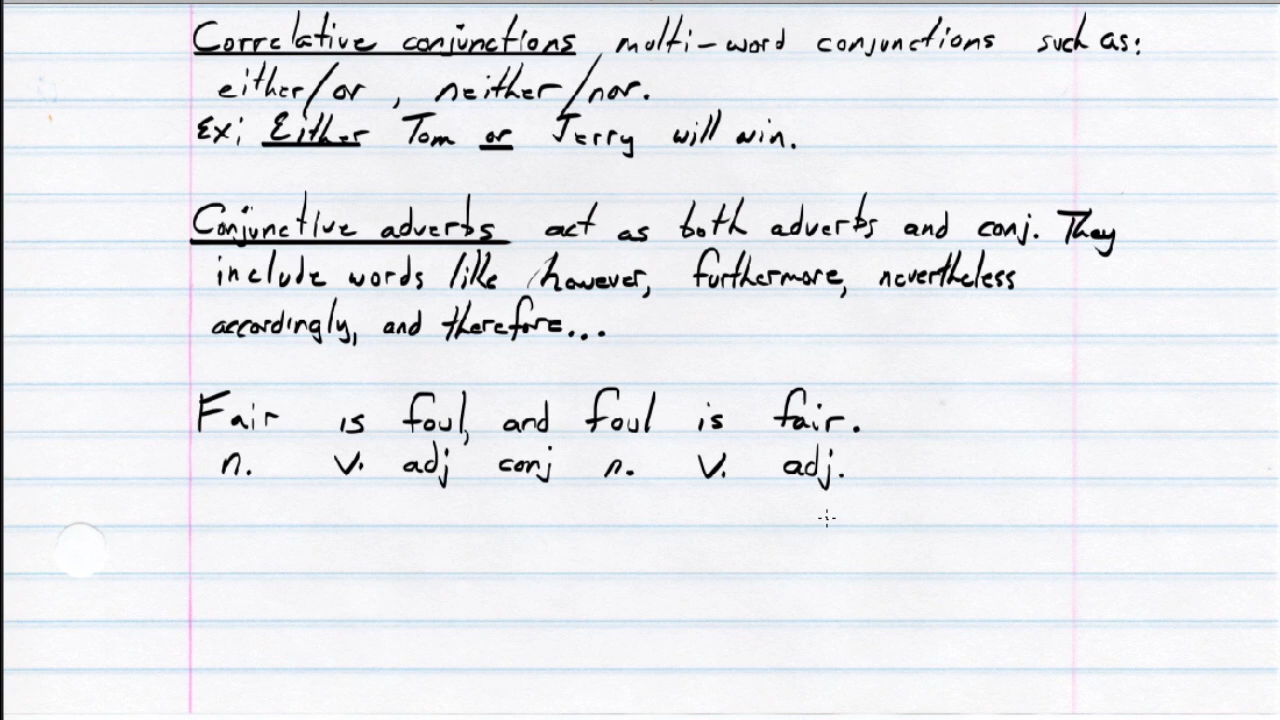 Correlative conjunctions multi-word conjunctions such as:
either/or, neither/nor.
Ex: Either Tom or Jerry will win.
Conjunctive adverbs act as both adverbs and conj. They
include words like however, furthermore, nevertheless
accordingly, and therefore...
Fair is foul, and foul is fair.
n. v. adj conj n. v. adj.